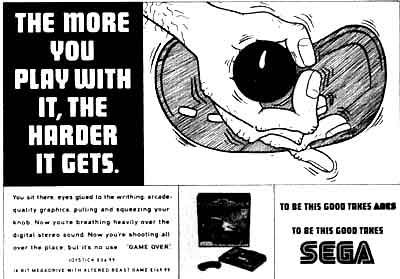 THE MORE
YOU
PLAY WITH
IT, THE
HARDER
IT GETS.
You sit there, eyes glued to the writhing, arcade-
quality graphics, pulling and squeezing your
knob. Now you're breathing heavily over the
digital stereo sound. Now you're shooting all
over the place, but it's no use. "GAME OVER".
JOYSTICK £34.99
16 BIT MEGADRIVE WITH ALTERED BEAST GAME £169.99
TO BE THIS GOOD TAKES AGES
TO BE THIS GOOD TAKES
SEGA